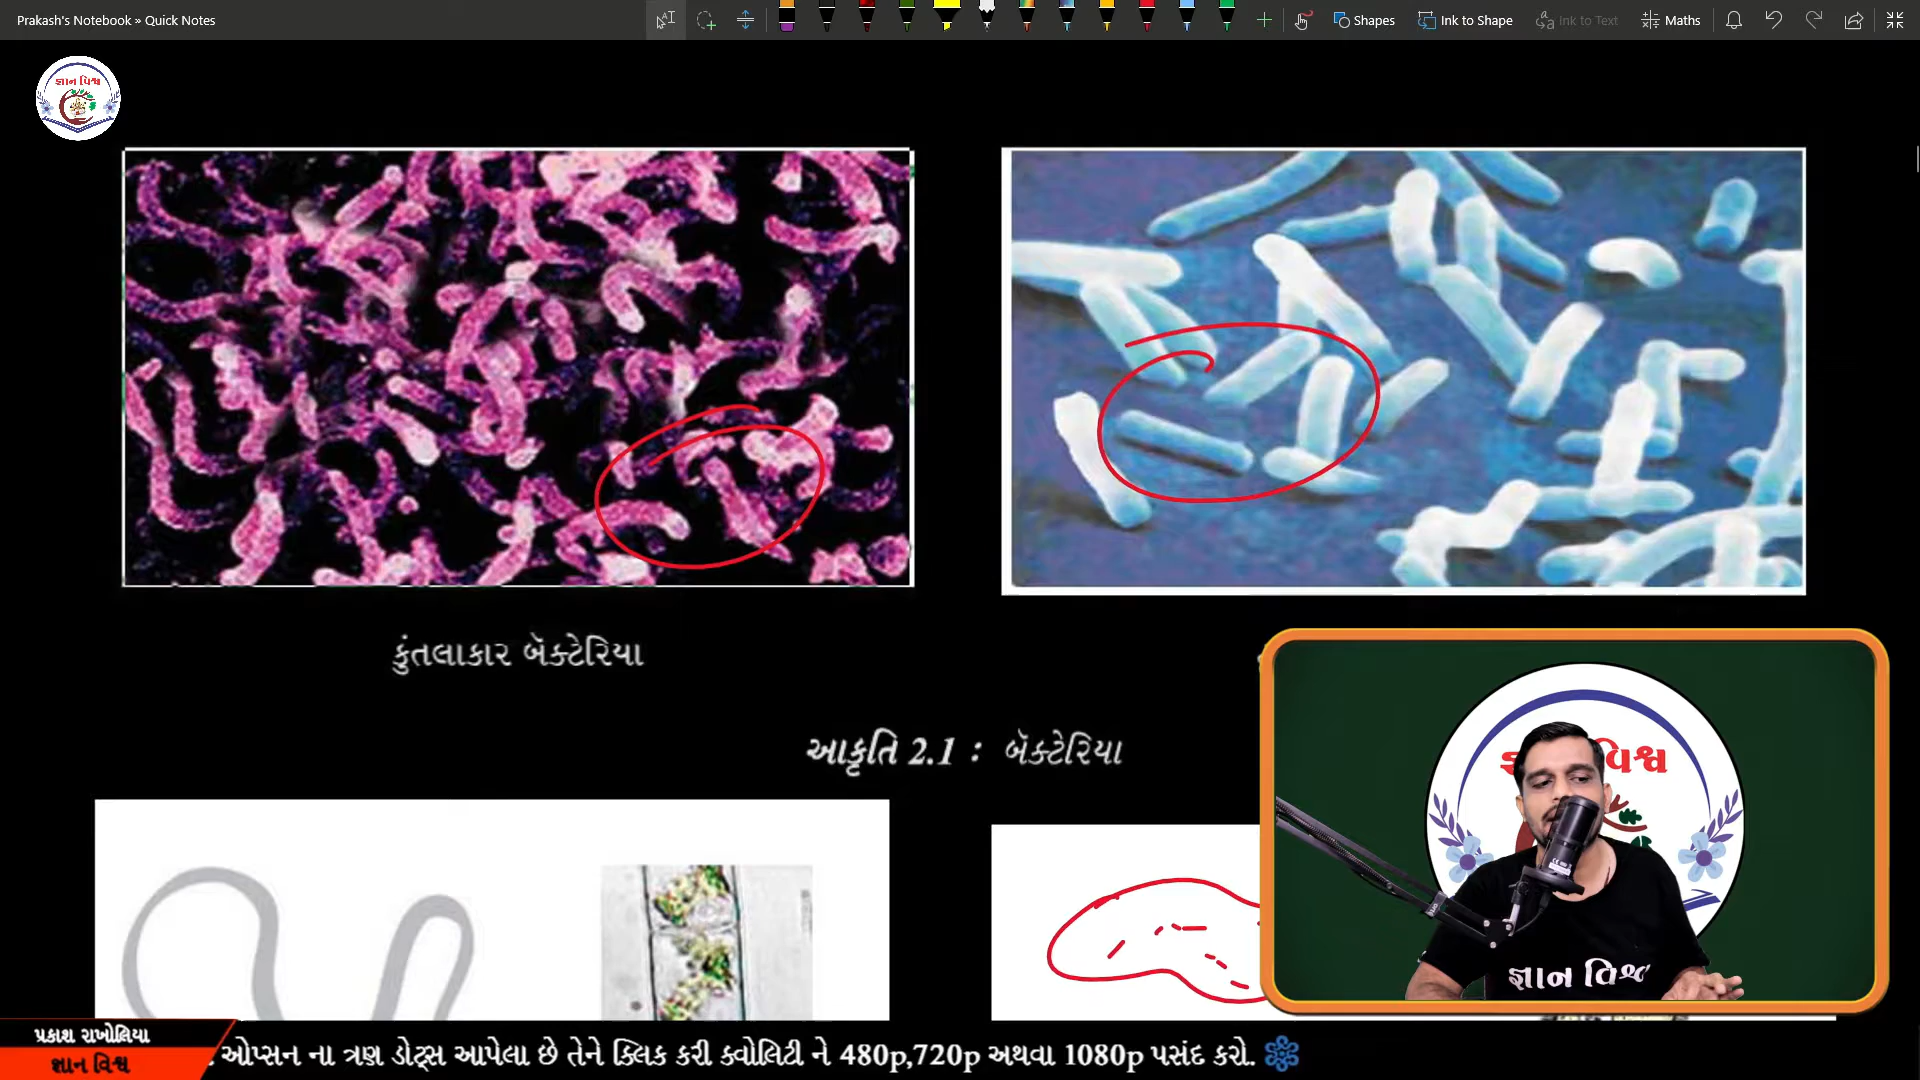 Prakash's Notebook » Quick Notes
Shapes
Ink to Shape
Ink to Text
Maths
જ્ઞાન વિશ્વ
કુંતલાકાર બૅક્ટેરિયા
આકૃતિ 2.1 : બૅક્ટેરિયા
વિશ્વ
જ્ઞાન વિશ્વ
પ્રકાશ રાખોલિયા
જ્ઞાન વિશ્વ
ઓપ્સન ના ત્રણ ડોટ્સ આપેલા છે તેને ક્લિક કરી ક્વોલિટી ને 480p,720p અથવા 1080p પસંદ કરો.